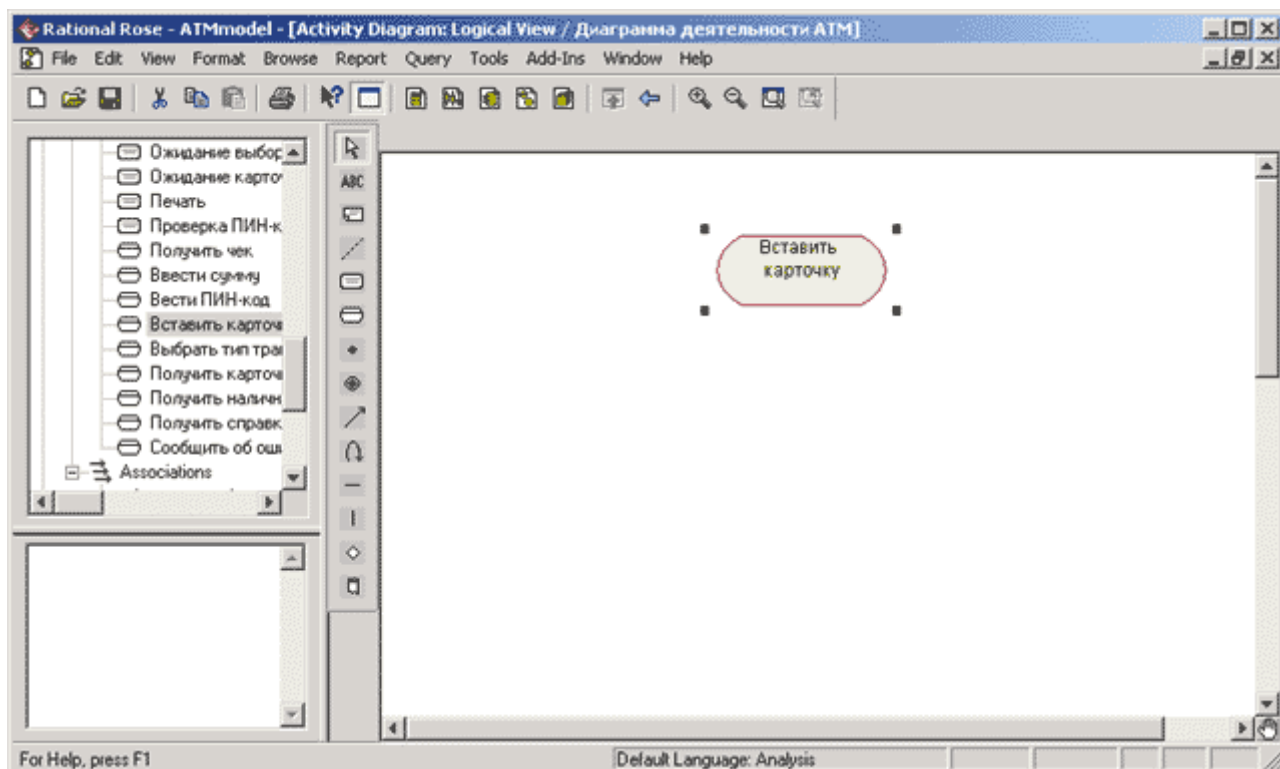 Rational Rose - ATMmodel - [Activity Diagram: Logical View / Диаграмма деятельности АТМ]
File Edit View Format Browse Report Query Tools Add-Ins Window Help
Ожидание выбор
Ожидание карто
Печать
Проверка ПИН-к
Получить чек
Ввести сумму
Вести ПИН-код
Вставить карточ
Выбрать тип тра
Получить карточ
Получить наличн
Получить справк
Сообщить об ош
Associations
ABC
Вставить
карточку
For Help, press F1
Default Language: Analysis